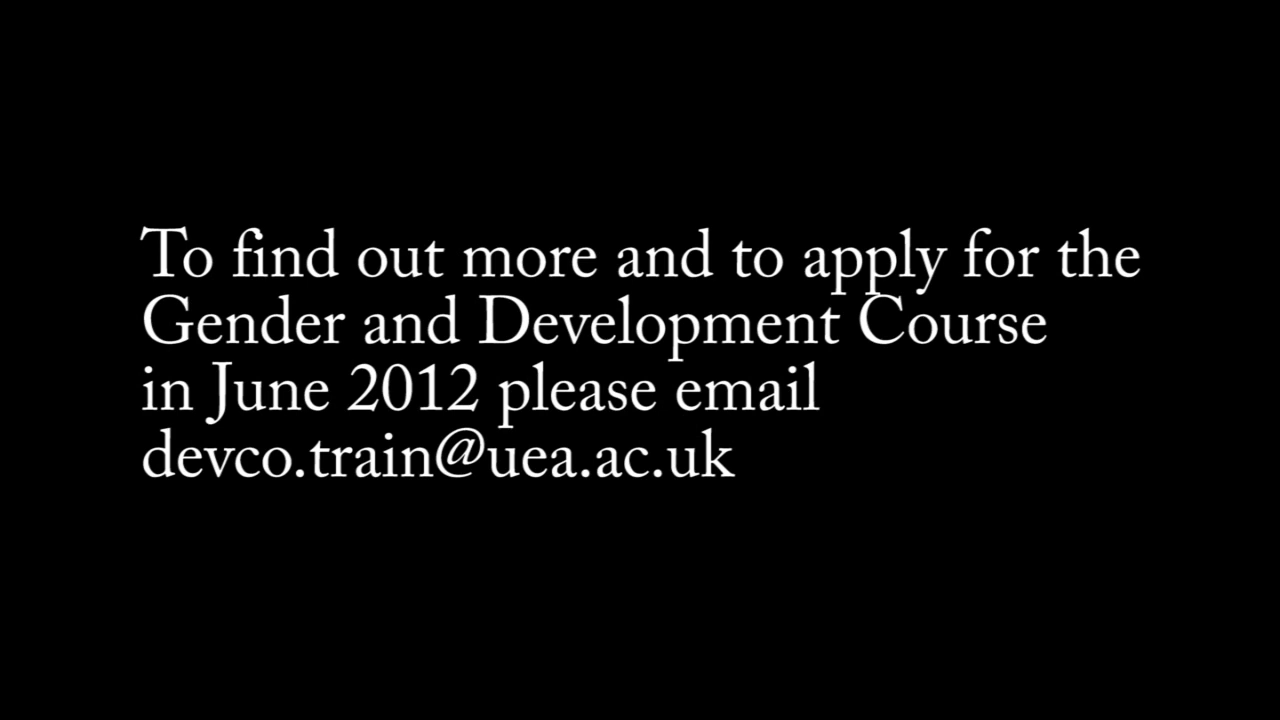 To find out more and to apply for the
Gender and Development Course
in June 2012 please email
devco.train@uea.ac.uk